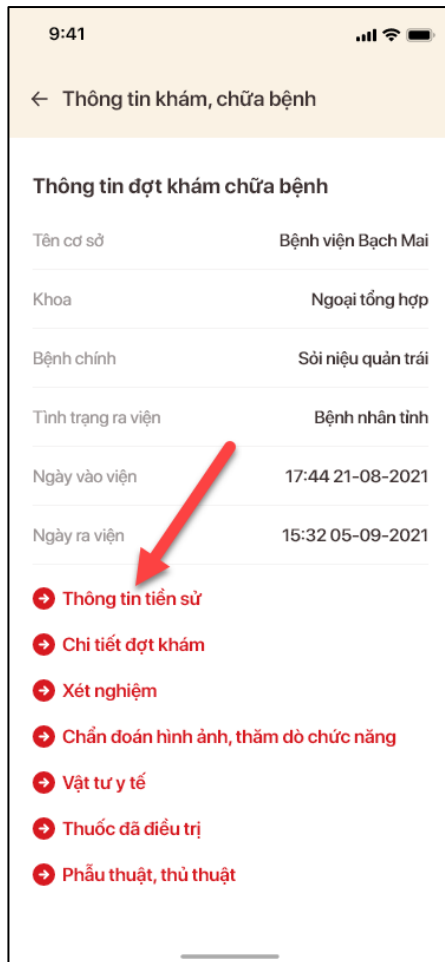 9:41
Thông tin khám, chữa bệnh
Thông tin đợt khám chữa bệnh
Tên cơ sở Bệnh viện Bạch Mai
Khoa Ngoại tổng hợp
Bệnh chính Sỏi niệu quản trái
Tình trạng ra viện Bệnh nhân tỉnh
Ngày vào viện 17:44 21-08-2021
Ngày ra viện 15:32 05-09-2021
Thông tin tiền sử
Chi tiết đợt khám
Xét nghiệm
Chẩn đoán hình ảnh, thăm dò chức năng
Vật tư y tế
Thuốc đã điều trị
Phẫu thuật, thủ thuật